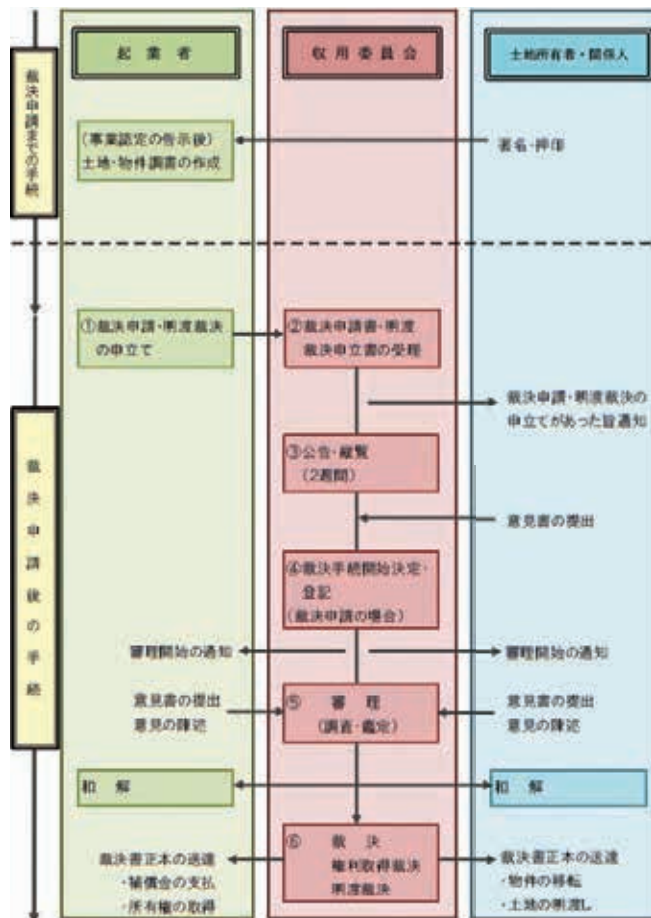 起業者
収用委員会
土地所有者・関係人
裁決申請までの手続
(事業認定の告示後)
土地・物件調書の作成
署名・押印
裁決申請後の手続
①裁決申請・明渡裁決
の申立て
②裁決申請書・明渡
裁決申立書の受理
裁決申請・明渡裁決の
申立てがあった旨通知
③公告・縦覧
(2週間)
意見書の提出
④裁決手続開始決定・
登記
(裁決申請の場合)
審理開始の通知
審理開始の通知
意見書の提出
意見の陳述
⑤ 審理
(調査・鑑定)
意見書の提出
意見の陳述
和解
和解
⑥ 裁決
権利取得裁決
明渡裁決
裁決書正本の送達
・補償金の支払
・所有権の取得
裁決書正本の送達
・物件の移転
・土地の明渡し